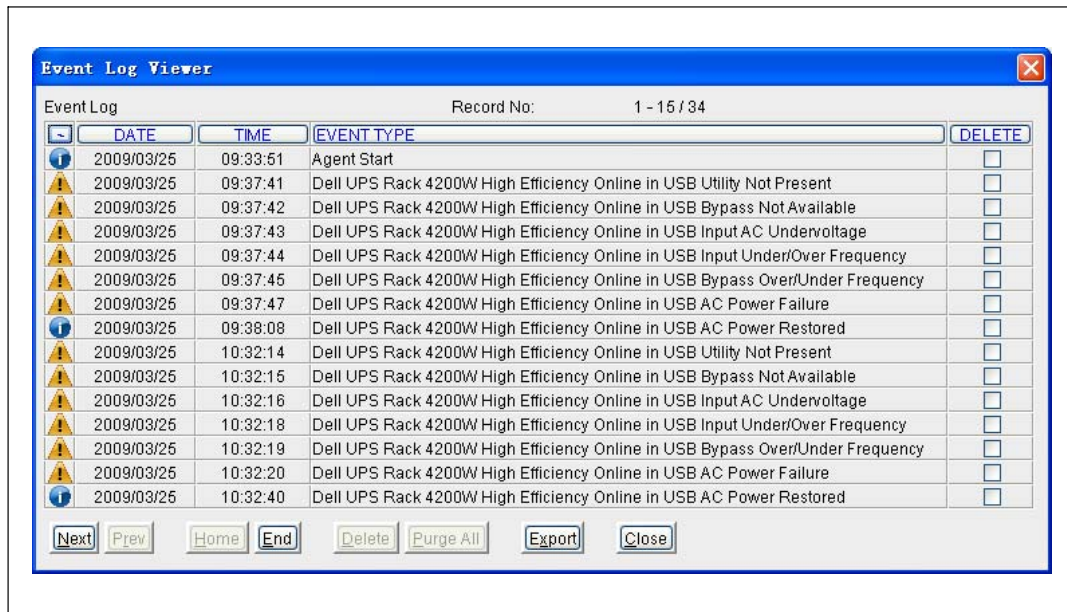 Event Log Viewer
Event Log Record No: 1 - 15 / 34
DATE TIME EVENT TYPE DELETE
2009/03/25 09:33:51 Agent Start
2009/03/25 09:37:41 Dell UPS Rack 4200W High Efficiency Online in USB Utility Not Present
2009/03/25 09:37:42 Dell UPS Rack 4200W High Efficiency Online in USB Bypass Not Available
2009/03/25 09:37:43 Dell UPS Rack 4200W High Efficiency Online in USB Input AC Undervoltage
2009/03/25 09:37:44 Dell UPS Rack 4200W High Efficiency Online in USB Input Under/Over Frequency
2009/03/25 09:37:45 Dell UPS Rack 4200W High Efficiency Online in USB Bypass Over/Under Frequency
2009/03/25 09:37:47 Dell UPS Rack 4200W High Efficiency Online in USB AC Power Failure
2009/03/25 09:38:08 Dell UPS Rack 4200W High Efficiency Online in USB AC Power Restored
2009/03/25 10:32:14 Dell UPS Rack 4200W High Efficiency Online in USB Utility Not Present
2009/03/25 10:32:15 Dell UPS Rack 4200W High Efficiency Online in USB Bypass Not Available
2009/03/25 10:32:16 Dell UPS Rack 4200W High Efficiency Online in USB Input AC Undervoltage
2009/03/25 10:32:18 Dell UPS Rack 4200W High Efficiency Online in USB Input Under/Over Frequency
2009/03/25 10:32:19 Dell UPS Rack 4200W High Efficiency Online in USB Bypass Over/Under Frequency
2009/03/25 10:32:20 Dell UPS Rack 4200W High Efficiency Online in USB AC Power Failure
2009/03/25 10:32:40 Dell UPS Rack 4200W High Efficiency Online in USB AC Power Restored
Next Prev Home End Delete Purge All Export Close